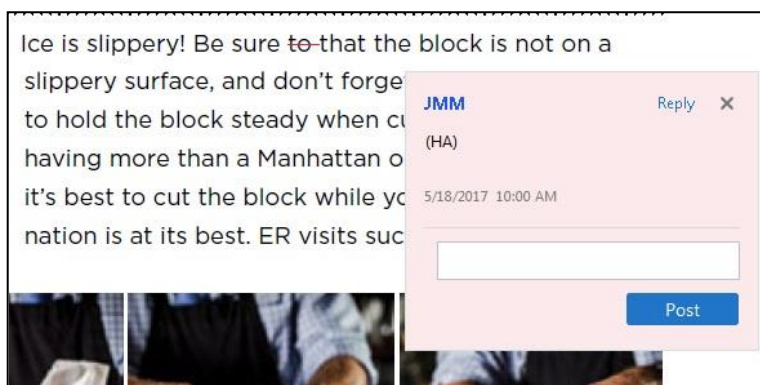 Ice is slippery! Be sure to that the block is not on a
slippery surface, and don’t forge
to hold the block steady when cu
having more than a Manhattan o
it’s best to cut the block while yo
nation is at its best. ER visits suc
JMM Reply ✕
(HA)
5/18/2017 10:00 AM
Post